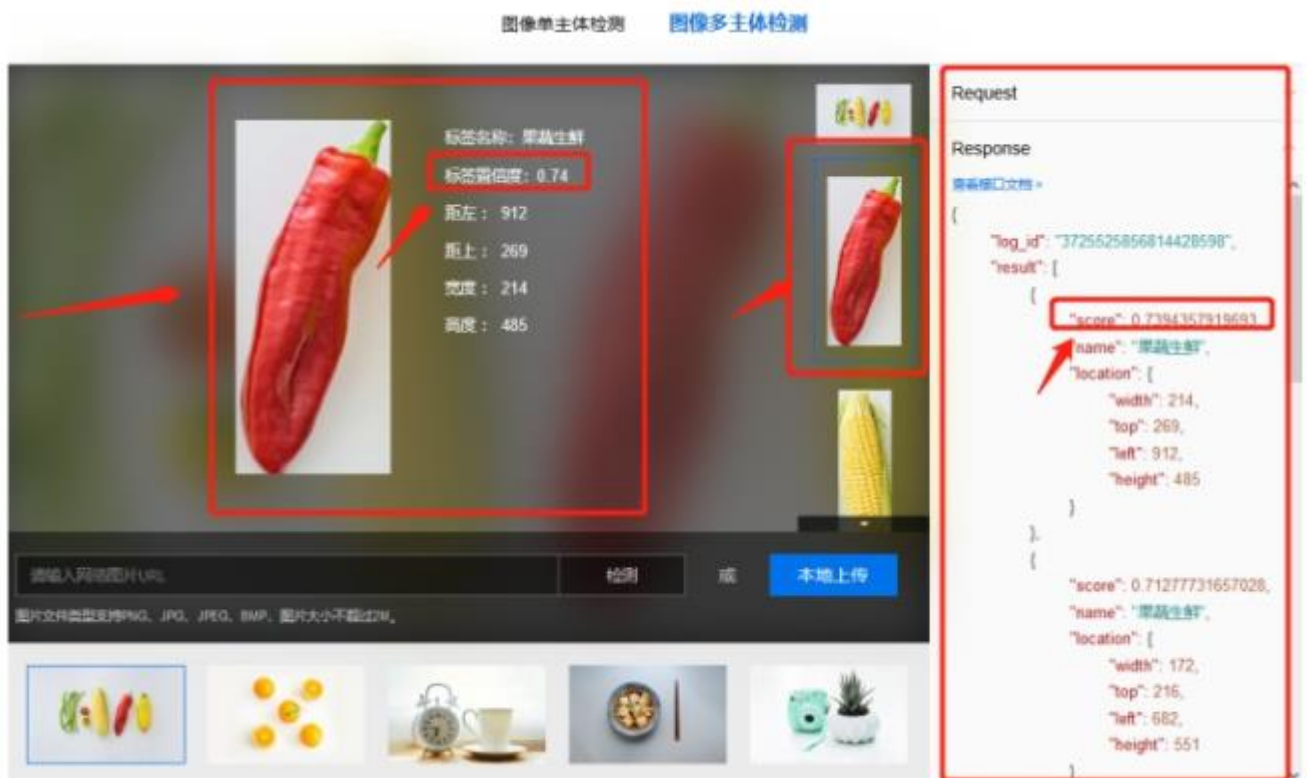 图像单主体检测
图像多主体检测
标签名称：果蔬生鲜
标签置信度：0.74
距左： 912
距上： 269
宽度： 214
高度： 485
请输入网络图片URL
检测
或
本地上传
图片文件类型支持PNG、JPG、JPEG、BMP，图片大小不超过2M。
Request
Response
查看接口文档 »
{
"log_id": "3725525856814428598",
"result": [
{
"score": 0.7394357919693
"name": "果蔬生鲜",
"location": {
"width": 214,
"top": 269,
"left": 912,
"height": 485
}
},
{
"score": 0.71277731657028,
"name": "果蔬生鲜",
"location": {
"width": 172,
"top": 216,
"left": 682,
"height": 551
}